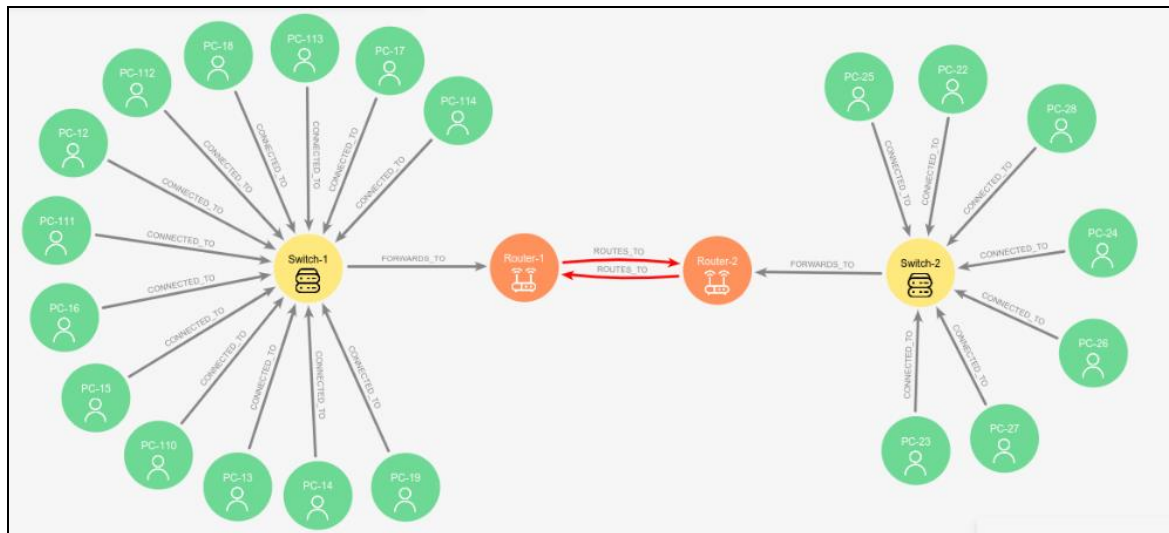 PC-113
PC-18
PC-17
PC-112
PC-114
PC-12
PC-111
PC-16
PC-15
PC-110
PC-13
PC-14
PC-19
CONNECTED_TO
CONNECTED_TO
CONNECTED_TO
CONNECTED_TO
CONNECTED_TO
CONNECTED_TO
CONNECTED_TO
CONNECTED_TO
CONNECTED_TO
CONNECTED_TO
CONNECTED_TO
CONNECTED_TO
CONNECTED_TO
Switch-1
FORWARDS_TO
Router-1
ROUTES_TO
ROUTES_TO
Router-2
FORWARDS_TO
Switch-2
PC-25
PC-22
PC-28
PC-24
PC-26
PC-27
PC-23
CONNECTED_TO
CONNECTED_TO
CONNECTED_TO
CONNECTED_TO
CONNECTED_TO
CONNECTED_TO
CONNECTED_TO